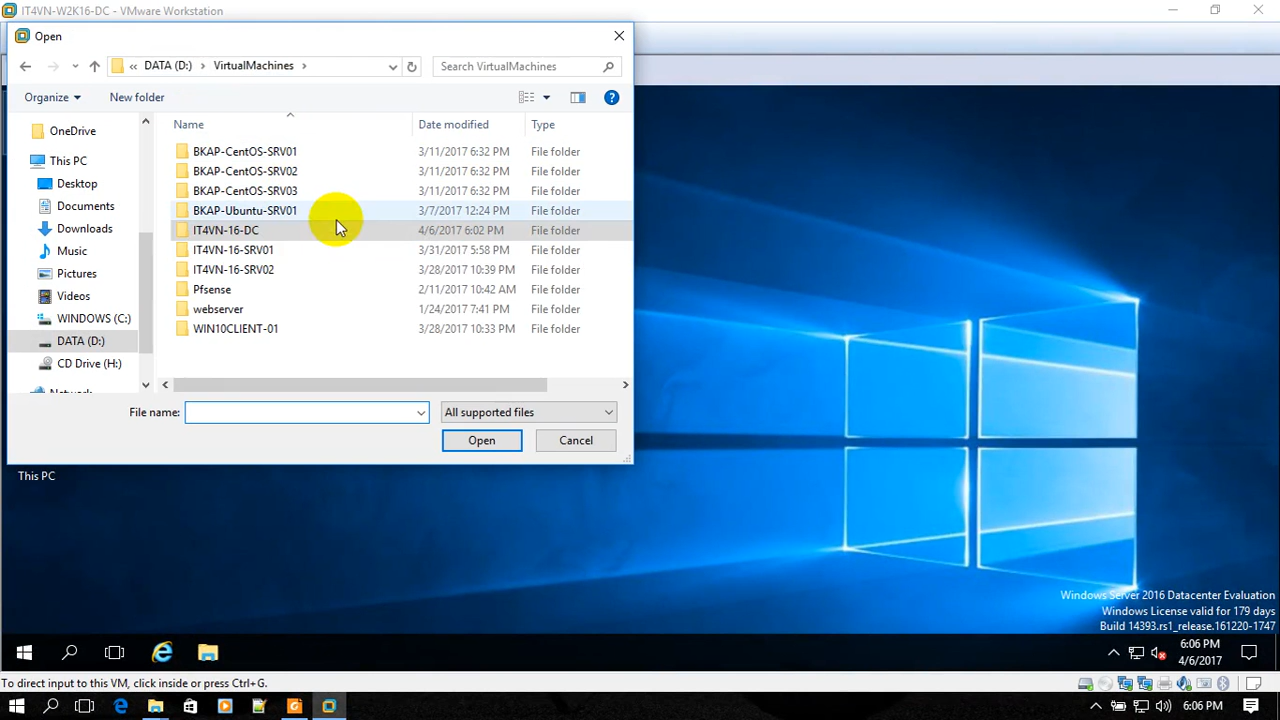 IT4VN-W2K16-DC - VMware Workstation
Open
« DATA (D:) > VirtualMachines >
Search VirtualMachines
Organize
New folder
Name
Date modified
Type
OneDrive
This PC
Desktop
Documents
Downloads
Music
Pictures
Videos
WINDOWS (C:)
DATA (D:)
CD Drive (H:)
BKAP-CentOS-SRV01 3/11/2017 6:32 PM File folder
BKAP-CentOS-SRV02 3/11/2017 6:32 PM File folder
BKAP-CentOS-SRV03 3/11/2017 6:32 PM File folder
BKAP-Ubuntu-SRV01 3/7/2017 12:24 PM File folder
IT4VN-16-DC 4/6/2017 6:02 PM File folder
IT4VN-16-SRV01 3/31/2017 5:58 PM File folder
IT4VN-16-SRV02 3/28/2017 10:39 PM File folder
Pfsense 2/11/2017 10:42 AM File folder
webserver 1/24/2017 7:41 PM File folder
WIN10CLIENT-01 3/28/2017 10:33 PM File folder
File name:
All supported files
Open
Cancel
This PC
Windows Server 2016 Datacenter Evaluation
Windows License valid for 179 days
Build 14393.rs1_release.161220-1747
6:06 PM
4/6/2017
To direct input to this VM, click inside or press Ctrl+G.
6:06 PM